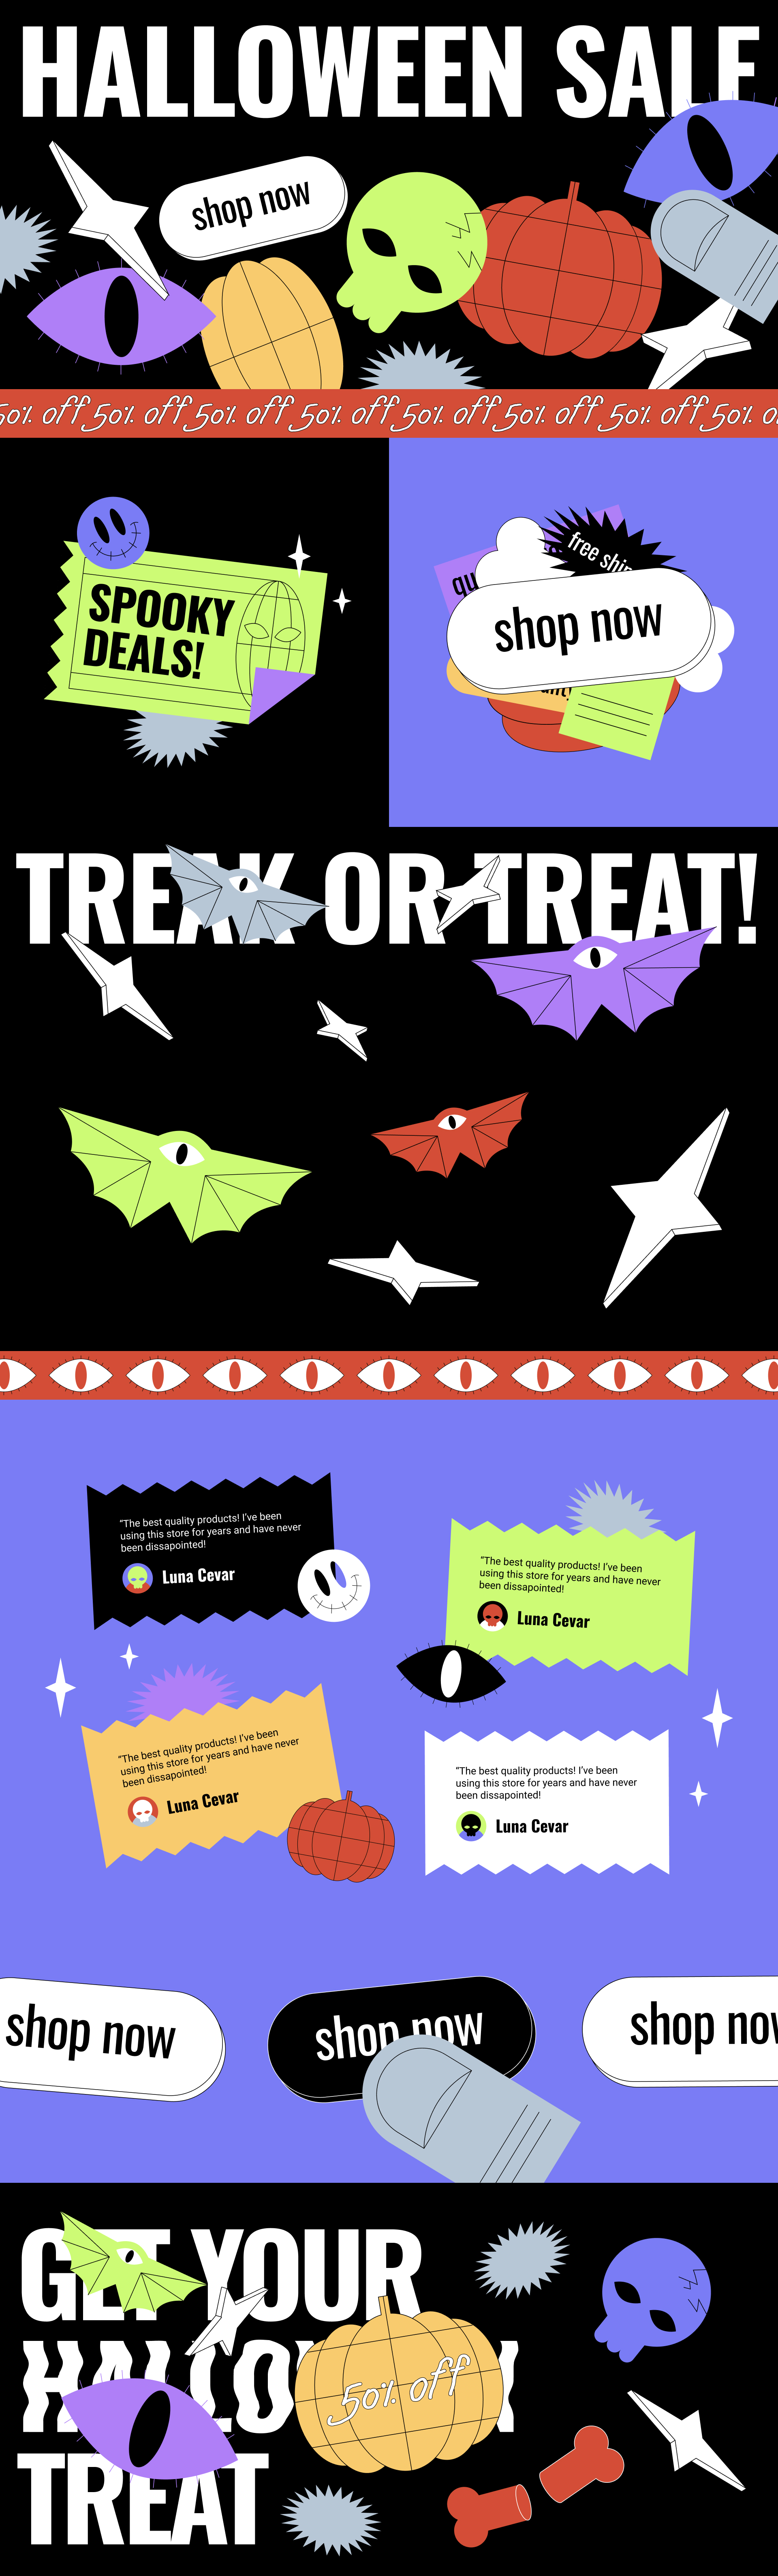 HALLOWEEN SALE
shop now
50% off 50% off 50% off 50% off 50% off 50% off 50% off
SPOOKY
DEALS!
free ship
qu
shop now
TREAK OR TREAT!
“The best quality products! I’ve been
using this store for years and have never
been dissapointed!
Luna Cevar
“The best quality products! I’ve been
using this store for years and have never
been dissapointed!
Luna Cevar
“The best quality products! I’ve been
using this store for years and have never
been dissapointed!
Luna Cevar
“The best quality products! I’ve been
using this store for years and have never
been dissapointed!
Luna Cevar
shop now
shop now
shop now
GET YOUR
HALLOWEEN
50% off
TREAT